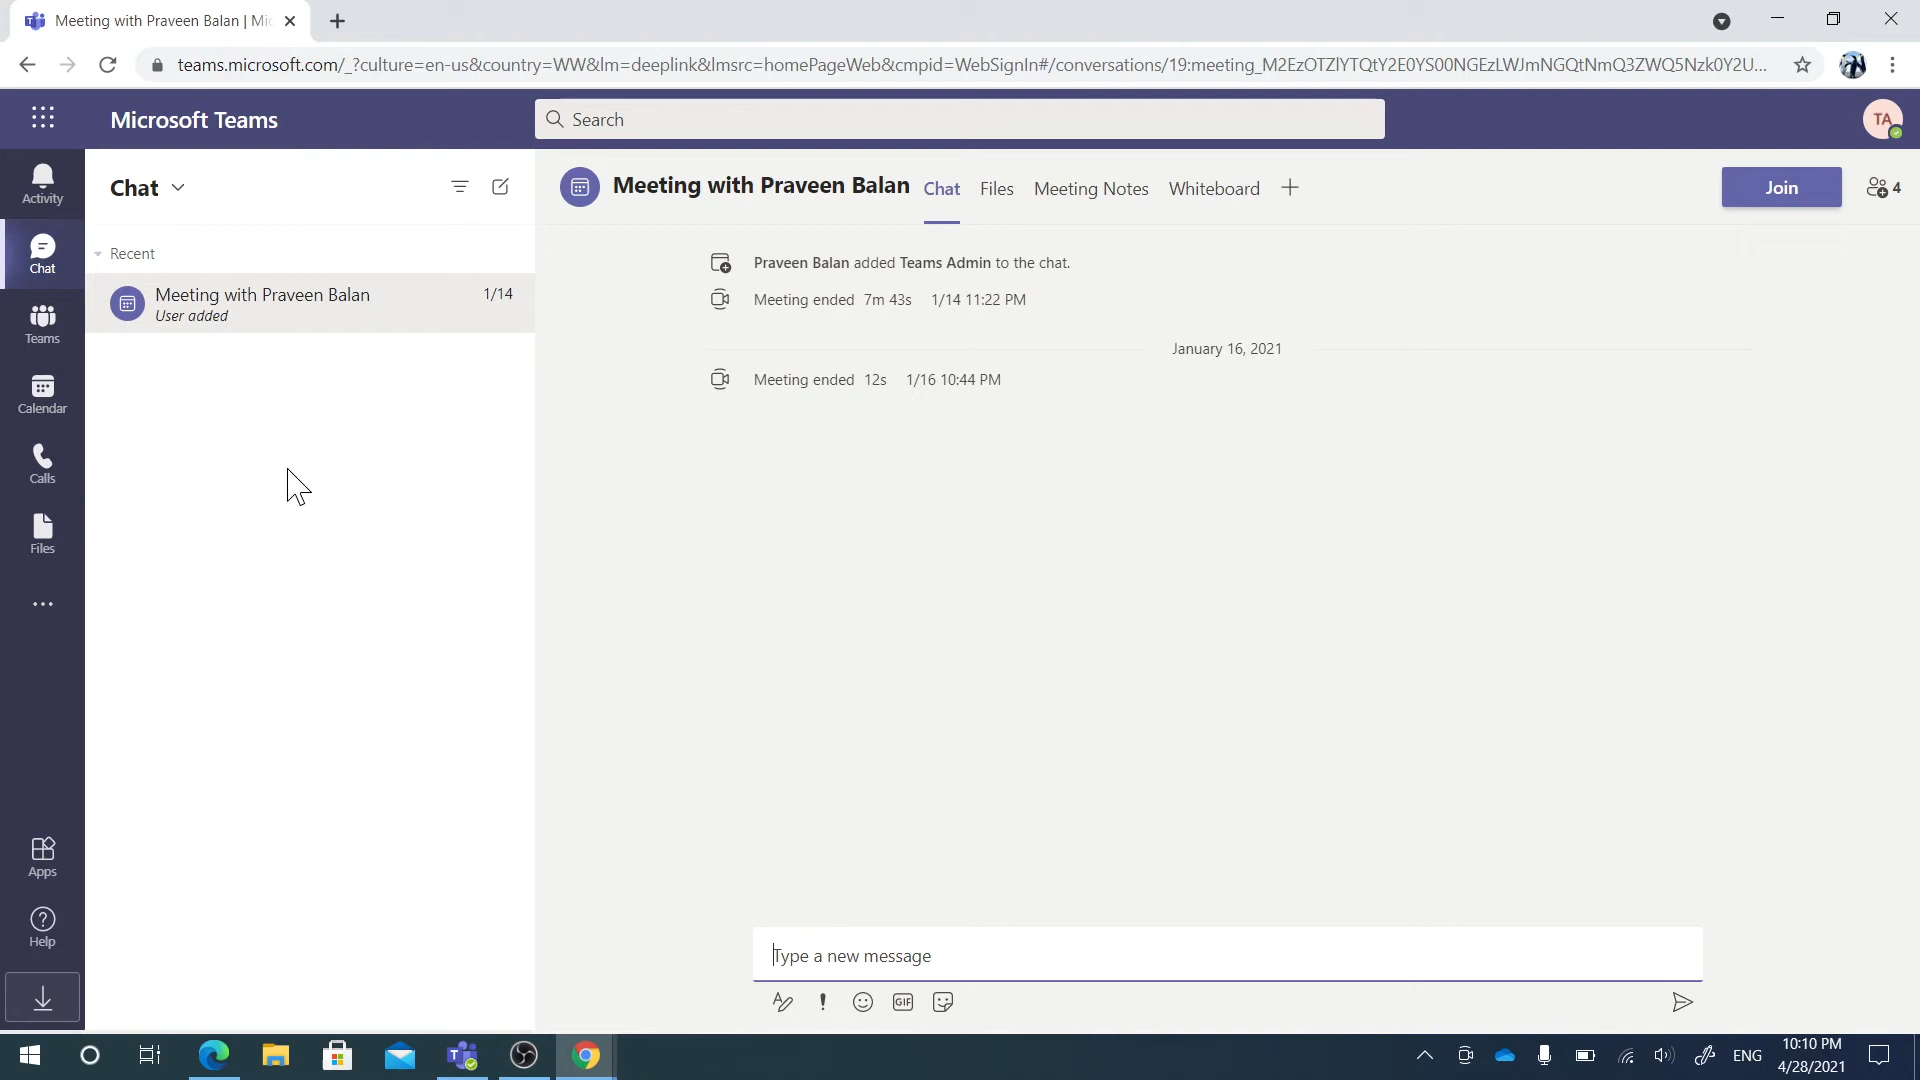 Meeting with Praveen Balan | Mic
teams.microsoft.com/_?culture=en-us&country=WW&lm=deeplink&lmsrc=homePageWeb&cmpid=WebSignIn#/conversations/19:meeting_M2EzOTZlYTQtY2E0YS00NGEzLWJmNGQtNmQ3ZWQ5Nzk0Y2U...
Microsoft Teams
Search
TA
Activity
Chat
Teams
Calendar
Calls
Files
Apps
Help
Chat
Recent
Meeting with Praveen Balan 1/14
User added
Meeting with Praveen Balan Chat Files Meeting Notes Whiteboard
Join
4
Praveen Balan added Teams Admin to the chat.
Meeting ended 7m 43s 1/14 11:22 PM
January 16, 2021
Meeting ended 12s 1/16 10:44 PM
Type a new message
GIF
ENG
10:10 PM
4/28/2021